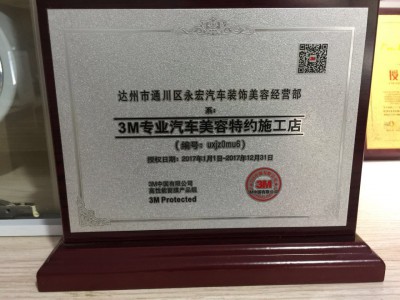 达州市通川区永宏汽车装饰美容经营部
系:
3M专业汽车美容特约施工店
(编号: uxjz0mu6)
授权日期: 2017年1月1日-2017年12月31日
3M中国有限公司
3M Protected
3M